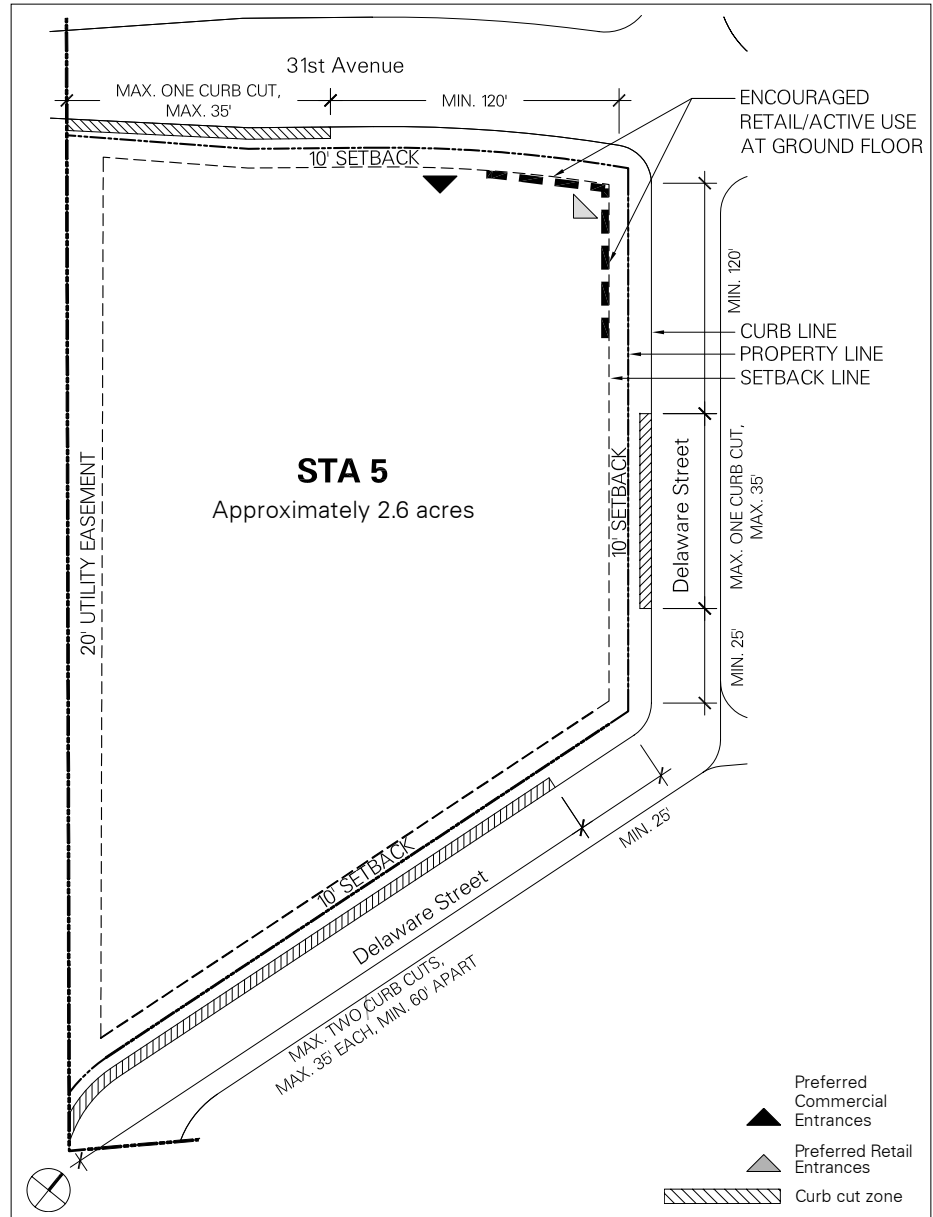 31st Avenue
MAX. ONE CURB CUT,
MAX. 35'
MIN. 120'
ENCOURAGED
RETAIL/ACTIVE USE
AT GROUND FLOOR
10' SETBACK
MIN. 120'
CURB LINE
PROPERTY LINE
SETBACK LINE
STA 5
Approximately 2.6 acres
20' UTILITY EASEMENT
10' SETBACK
Delaware Street
MAX. ONE CURB CUT,
MAX. 35'
MIN. 25'
MIN. 25'
10' SETBACK
Delaware Street
MAX. TWO CURB CUTS,
MAX. 35' EACH, MIN. 60' APART
Preferred
Commercial
Entrances
Preferred Retail
Entrances
Curb cut zone